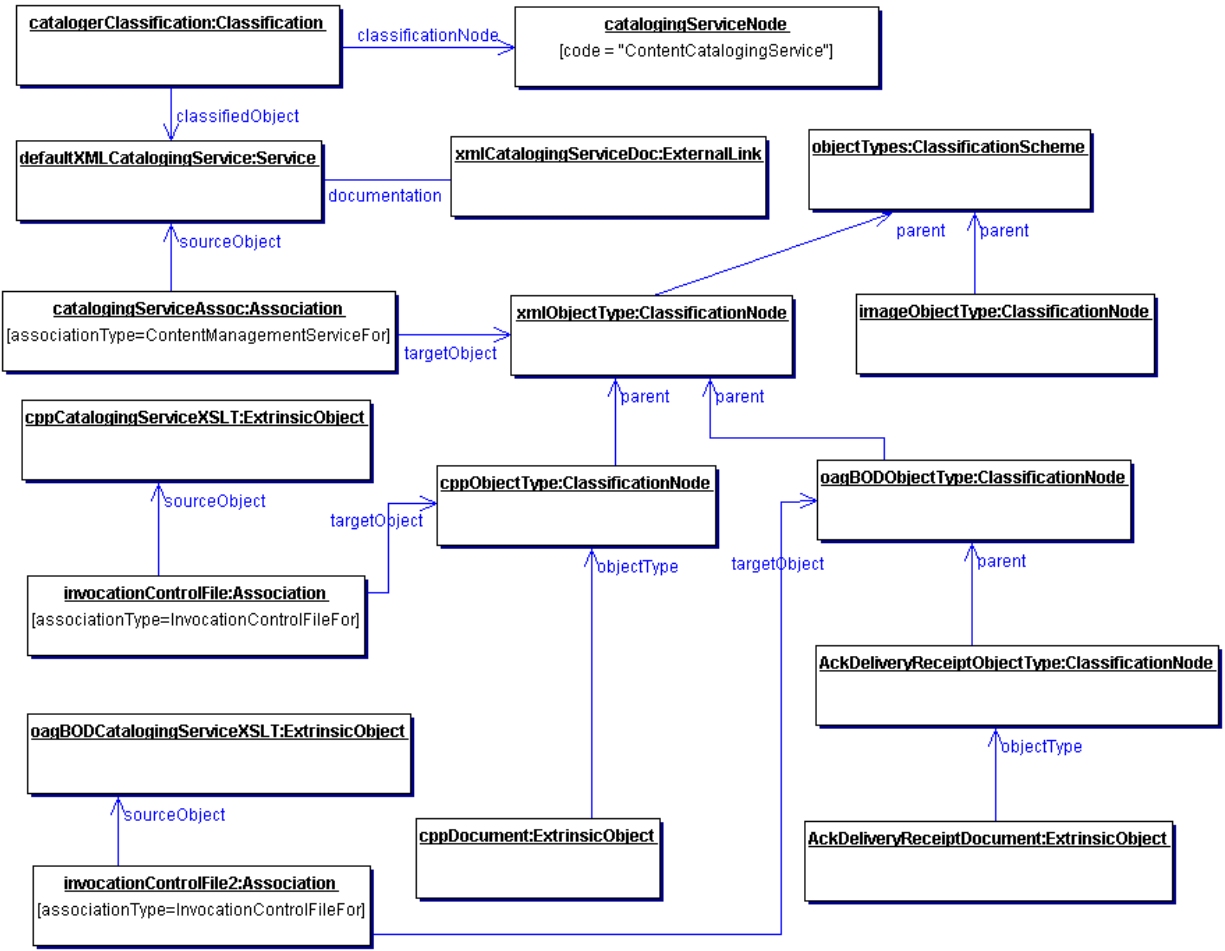 catalogerClassification:Classification
classificationNode
catalogingServiceNode
[code = "ContentCatalogingService"]
classifiedObject
defaultXMLCatalogingService:Service
documentation
xmlCatalogingServiceDoc:ExternalLink
objectTypes:ClassificationScheme
sourceObject
parent
parent
catalogingServiceAssoc:Association
[associationType=ContentManagementServiceFor]
targetObject
xmlObjectType:ClassificationNode
imageObjectType:ClassificationNode
parent
parent
cppCatalogingServiceXSLT:ExtrinsicObject
sourceObject
targetObject
cppObjectType:ClassificationNode
oagBODObjectType:ClassificationNode
objectType
targetObject
parent
invocationControlFile:Association
[associationType=InvocationControlFileFor]
AckDeliveryReceiptObjectType:ClassificationNode
oagBODCatalogingServiceXSLT:ExtrinsicObject
objectType
sourceObject
cppDocument:ExtrinsicObject
AckDeliveryReceiptDocument:ExtrinsicObject
invocationControlFile2:Association
[associationType=InvocationControlFileFor]